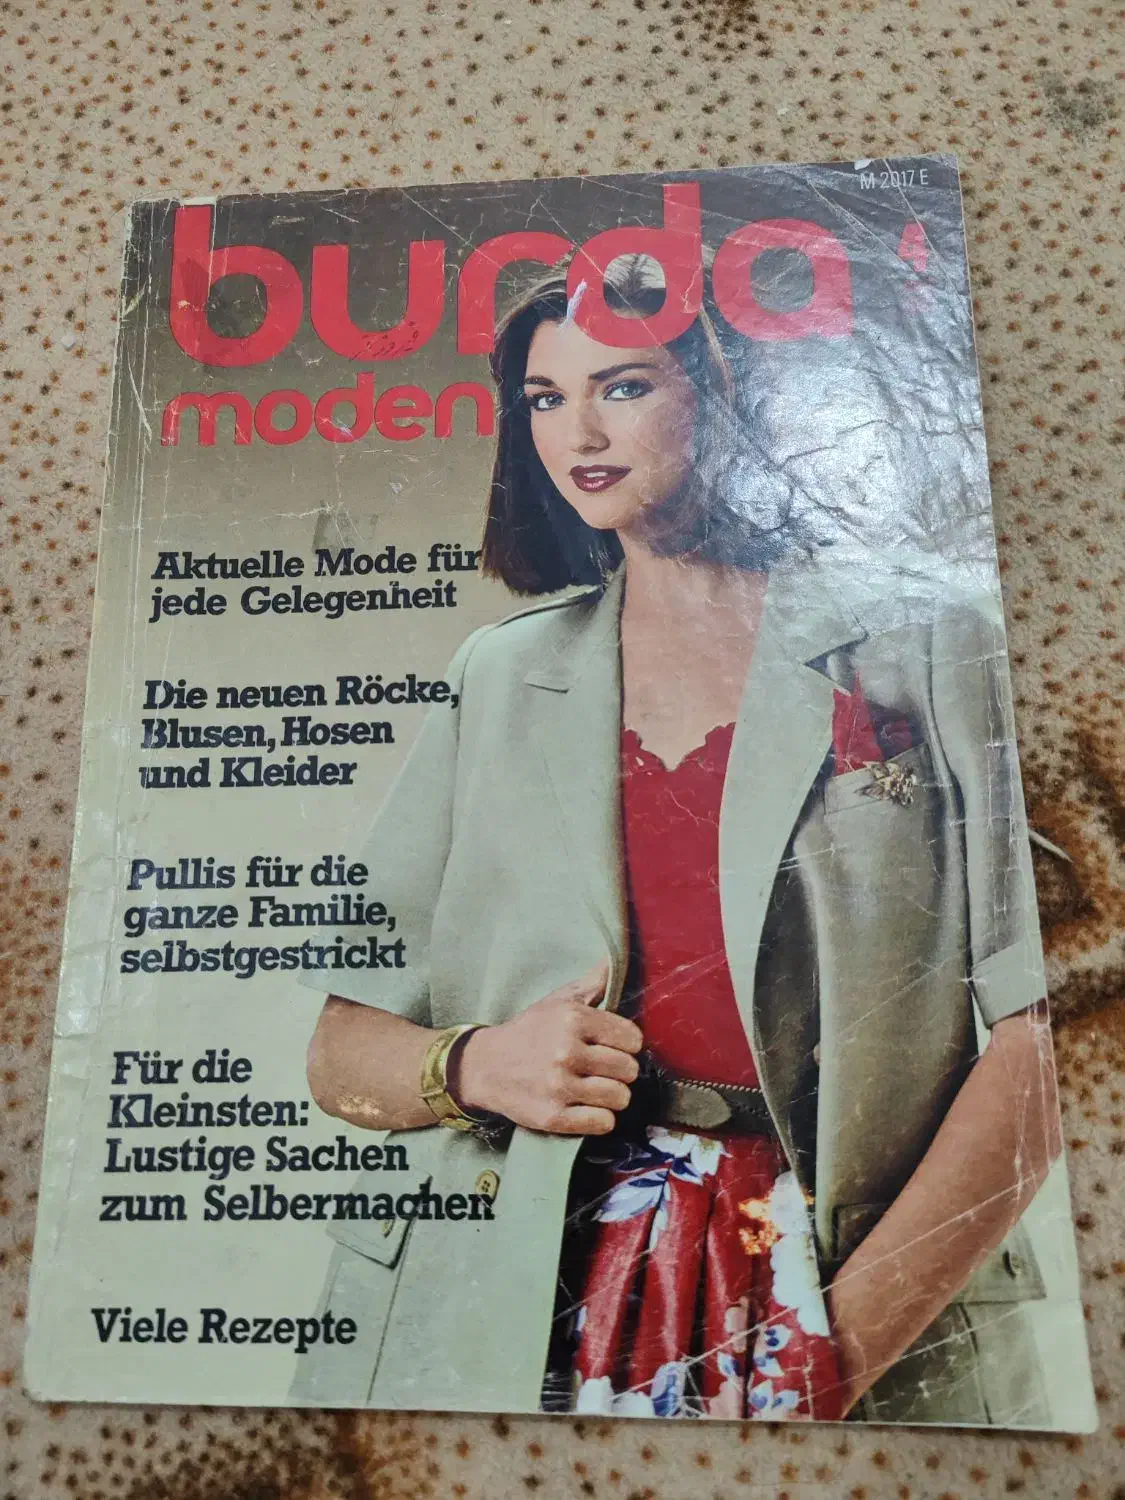 M 2017 E
burda
4
moden
Aktuelle Mode für
jede Gelegenheit
Die neuen Röcke,
Blusen, Hosen
und Kleider
Pullis für die
ganze Familie,
selbstgestrickt
Für die
Kleinsten:
Lustige Sachen
zum Selbermachen
Viele Rezepte